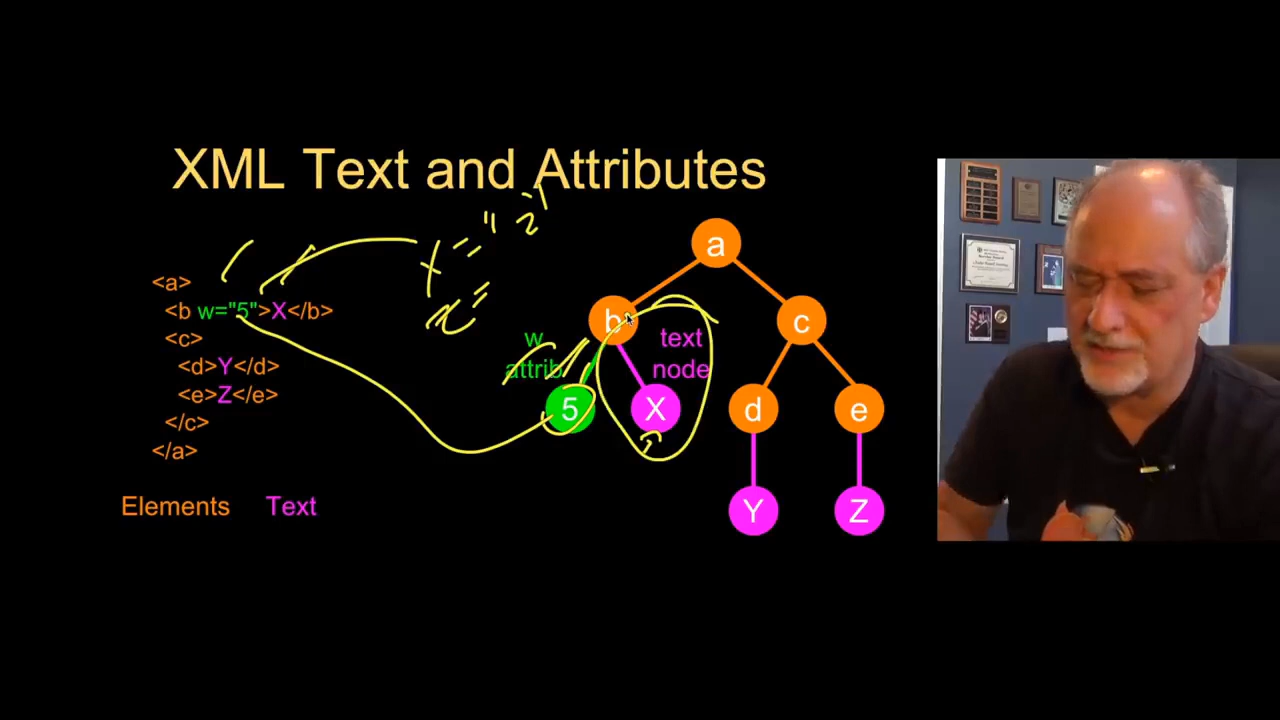 XML Text and Attributes
<a>
<b w="5">X</b>
<c>
<d>Y</d>
<e>Z</e>
</c>
</a>
Elements Text
a
b c
w attrib
text node
5 X d e
Y Z